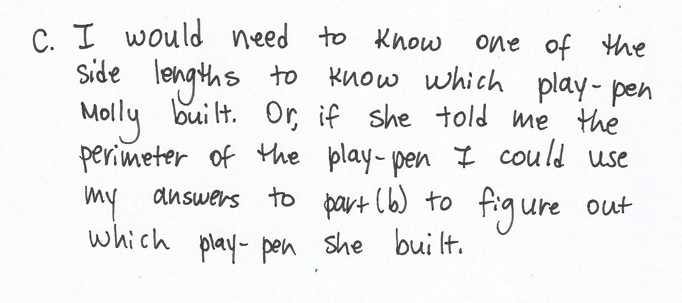 C. I would need to know one of the
side lengths to know which play-pen
Molly built. Or, if she told me the
perimeter of the play-pen I could use
my answers to part (b) to figure out
which play-pen she built.